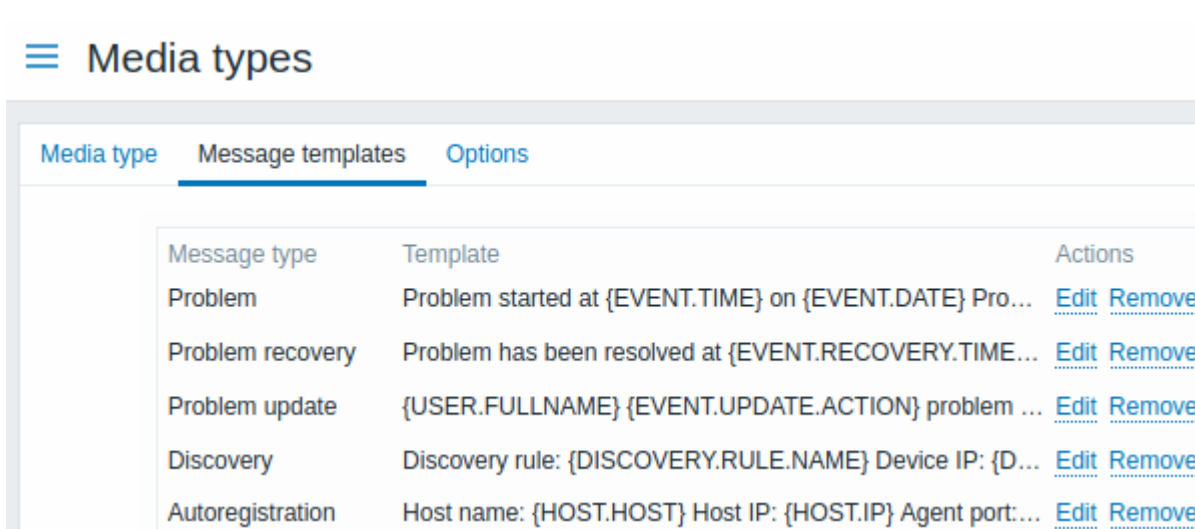 Media types
Media type Message templates Options
Message type Template Actions
Problem Problem started at {EVENT.TIME} on {EVENT.DATE} Pro… Edit Remove
Problem recovery Problem has been resolved at {EVENT.RECOVERY.TIME… Edit Remove
Problem update {USER.FULLNAME} {EVENT.UPDATE.ACTION} problem … Edit Remove
Discovery Discovery rule: {DISCOVERY.RULE.NAME} Device IP: {D… Edit Remove
Autoregistration Host name: {HOST.HOST} Host IP: {HOST.IP} Agent port:… Edit Remove